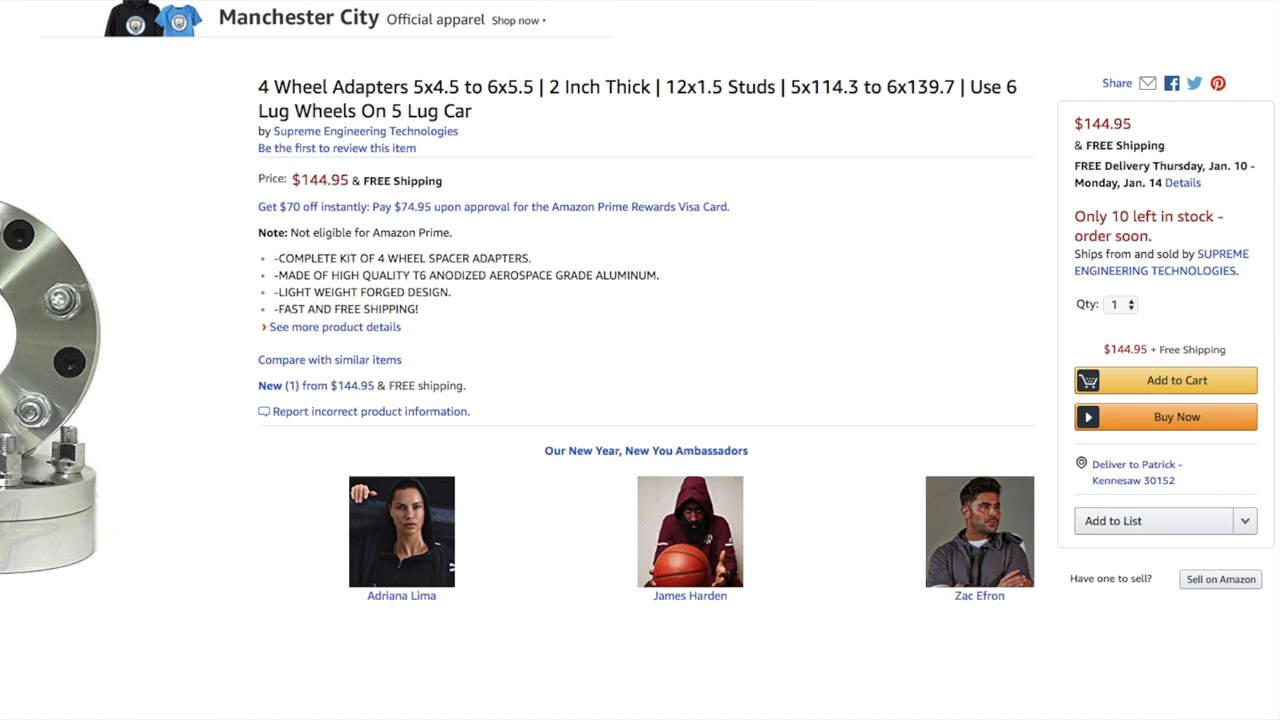 Manchester City Official apparel Shop now ›
4 Wheel Adapters 5x4.5 to 6x5.5 | 2 Inch Thick | 12x1.5 Studs | 5x114.3 to 6x139.7 | Use 6
Lug Wheels On 5 Lug Car
by Supreme Engineering Technologies
Be the first to review this item
Price: $144.95 & FREE Shipping
Get $70 off instantly: Pay $74.95 upon approval for the Amazon Prime Rewards Visa Card.
Note: Not eligible for Amazon Prime.
-COMPLETE KIT OF 4 WHEEL SPACER ADAPTERS.
-MADE OF HIGH QUALITY T6 ANODIZED AEROSPACE GRADE ALUMINUM.
-LIGHT WEIGHT FORGED DESIGN.
-FAST AND FREE SHIPPING!
› See more product details
Compare with similar items
New (1) from $144.95 & FREE shipping.
Report incorrect product information.
Our New Year, New You Ambassadors
Adriana Lima
James Harden
Zac Efron
Share
$144.95
& FREE Shipping
FREE Delivery Thursday, Jan. 10 -
Monday, Jan. 14 Details
Only 10 left in stock -
order soon.
Ships from and sold by SUPREME
ENGINEERING TECHNOLOGIES.
Qty: 1
$144.95 + Free Shipping
Add to Cart
Buy Now
Deliver to Patrick -
Kennesaw 30152
Add to List
Have one to sell?
Sell on Amazon